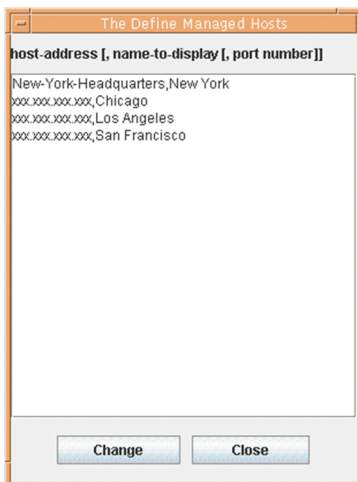 The Define Managed Hosts
host-address [, name-to-display [, port number]]
New-York-Headquarters,New York
xxx.xxx.xxx.xxx,Chicago
xxx.xxx.xxx.xxx,Los Angeles
xxx.xxx.xxx.xxx,San Francisco
Change
Close